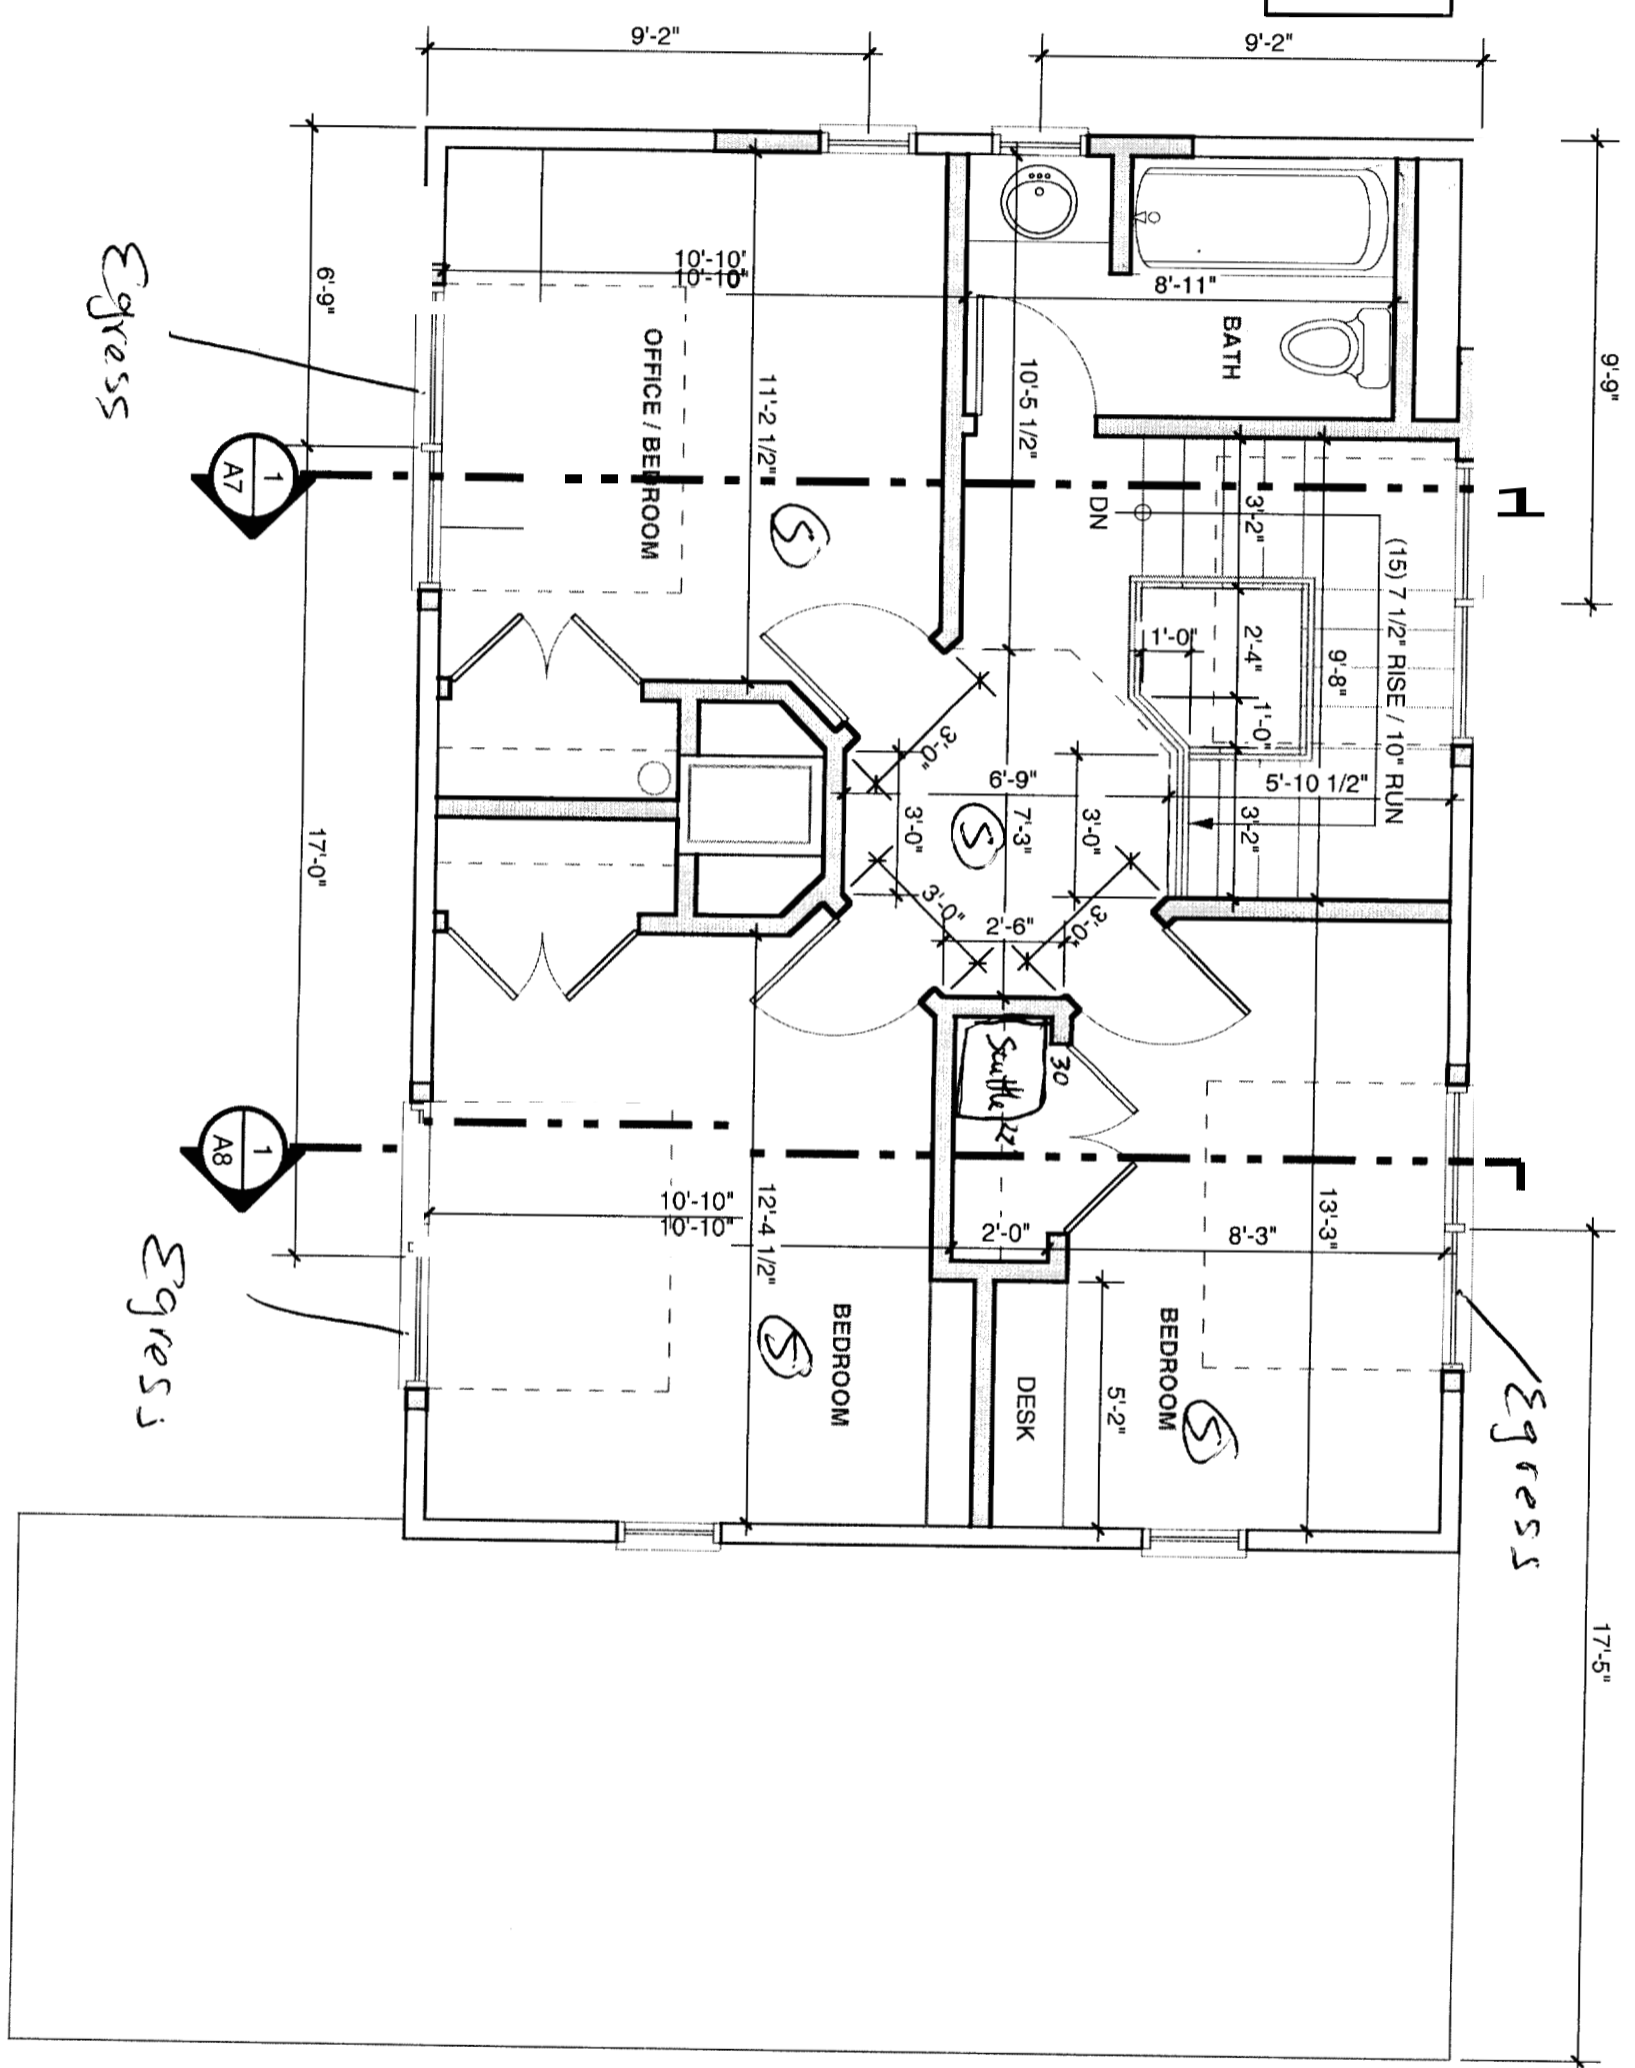 9'-2"
9'-2"
9'-9"
6'-9"
17'-0"
17'-5"
Egress
10'-10"
10'-10"
OFFICE / BEDROOM
11'-2 1/2"
S
8'-11"
BATH
10'-5 1/2"
DN
(15) 7 1/2" RISE / 10" RUN
3'-2"
2'-4"
1'-0"
1'-0"
9'-8"
5'-10 1/2"
3'-2"
1
A7
1
3'-0"
3'-0"
6'-9"
7'-3"
3'-0"
S
3'-0"
3'-0"
2'-6"
30
Scuttle 22
1
A8
10'-10"
10'-10"
12'-4 1/2"
2'-0"
8'-3"
13'-3"
BEDROOM
S
DESK
5'-2"
BEDROOM
S
Egress
Egress